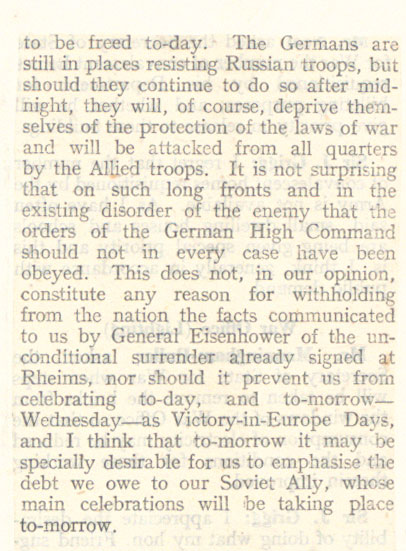 to be freed to-day. The Germans are
still in places resisting Russian troops, but
should they continue to do so after mid-
night, they will, of course, deprive them-
selves of the protection of the laws of war
and will be attacked from all quarters
by the Allied troops. It is not surprising
that on such long fronts and in the
existing disorder of the enemy that the
orders of the German High Command
should not in every case have been
obeyed. This does not, in our opinion,
constitute any reason for withholding
from the nation the facts communicated
to us by General Eisenhower of the un-
conditional surrender already signed at
Rheims, nor should it prevent us from
celebrating to-day, and to-morrow—
Wednesday—as Victory-in-Europe Days,
and I think that to-morrow it may be
specially desirable for us to emphasise the
debt we owe to our Soviet Ally, whose
main celebrations will be taking place
to-morrow.